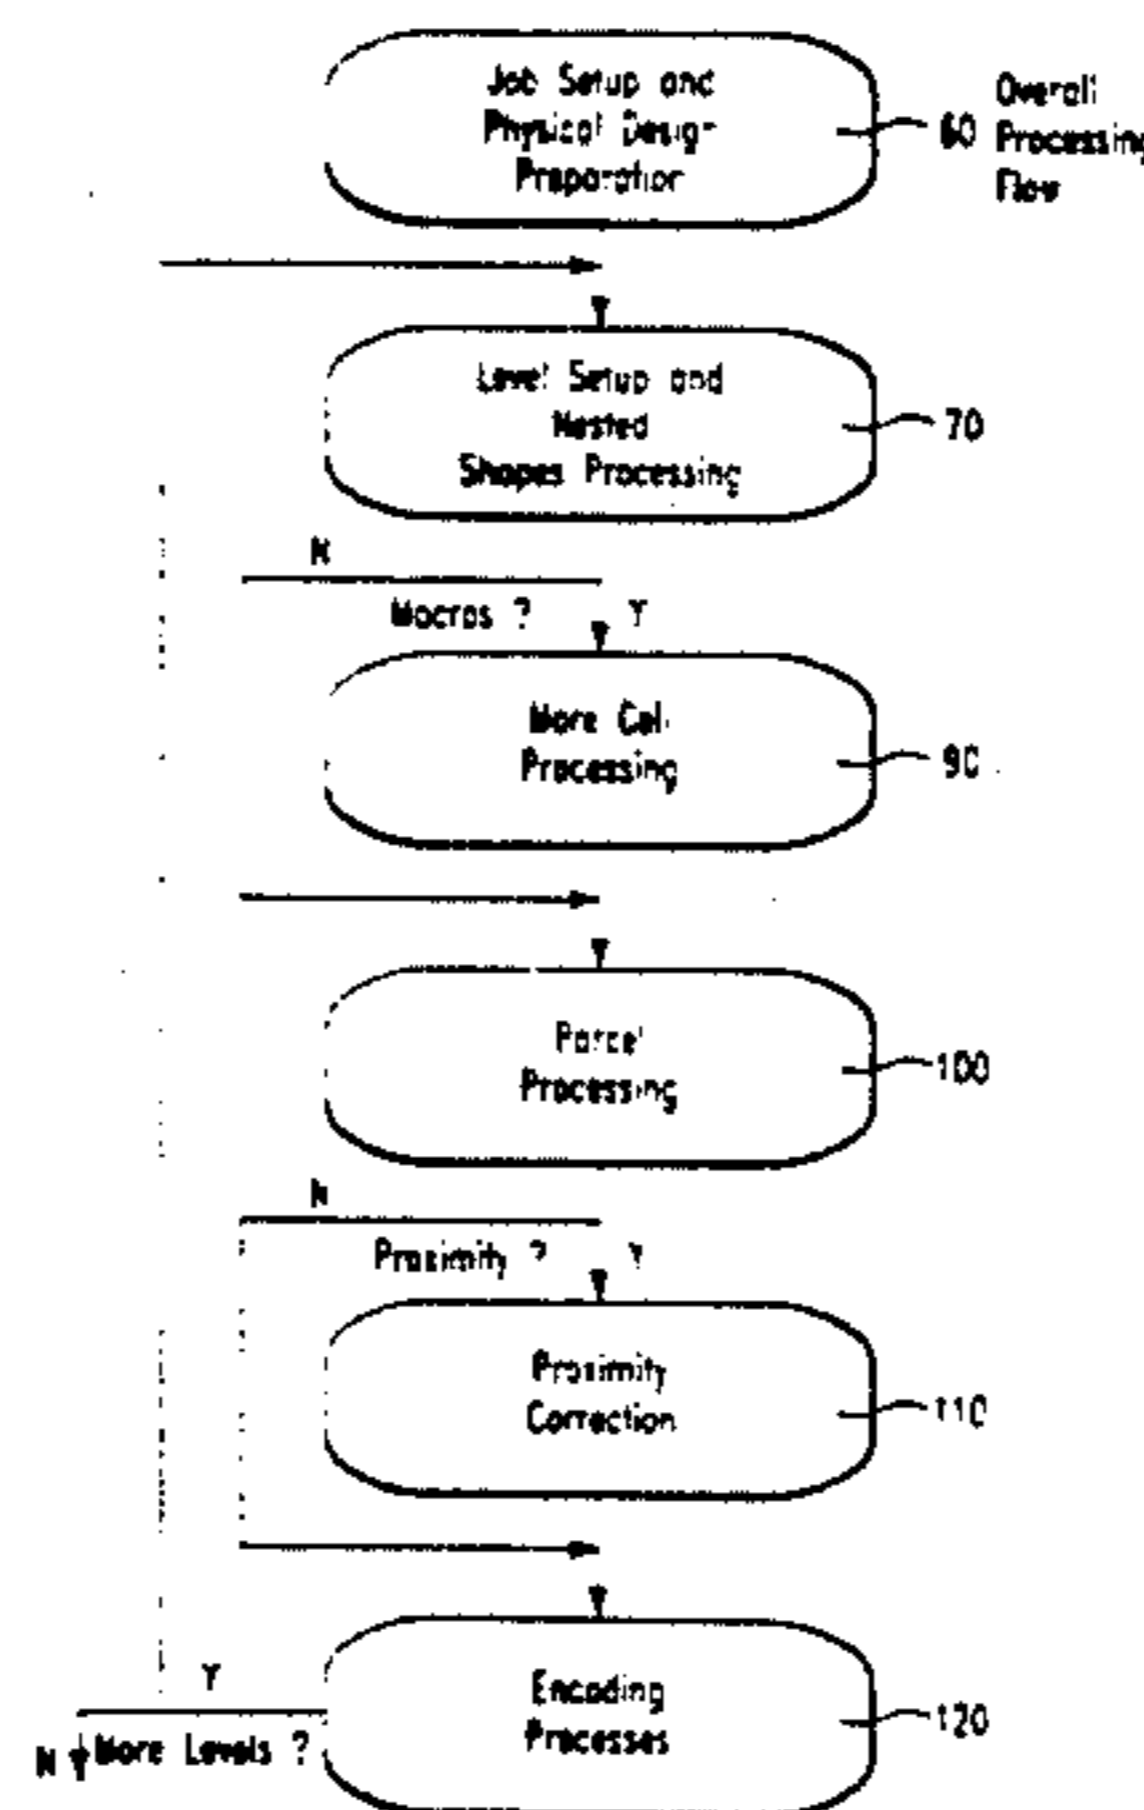 Job Setup and
Physical Design
Preparation
60
Overall
Processing
Flow
Level Setup and
Nested
Shapes Processing
70
N
Macros ?
Y
More Cel
Processing
90
Parcel
Processing
100
N
Proximity ?
Y
Proximity
Correction
110
Encoding
Processes
120
Y
N
More Levels ?